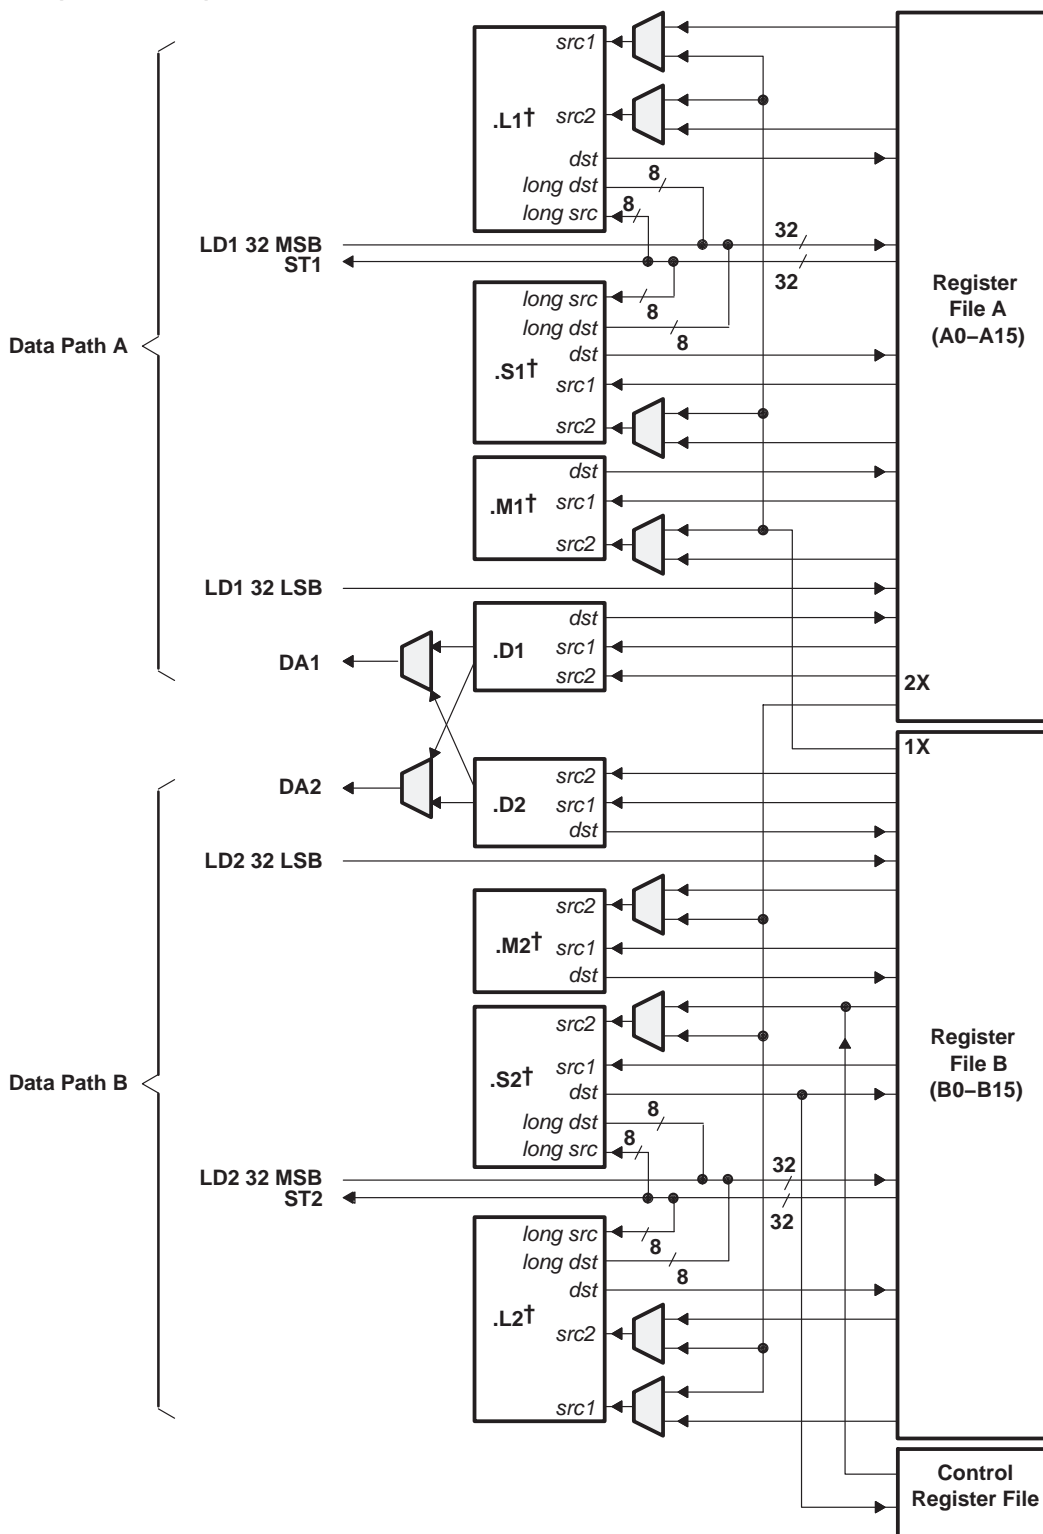 src1
.L1†
src2
dst
long dst
8
long src
8
LD1 32 MSB
32
ST1
32
Register
File A
(A0–A15)
long src
8
long dst
8
dst
Data Path A
.S1†
src1
src2
dst
.M1†
src1
src2
LD1 32 LSB
dst
.D1
src1
DA1
src2
2X
1X
src2
DA2
.D2
src1
dst
LD2 32 LSB
src2
.M2†
src1
dst
src2
Register
File B
(B0–B15)
src1
.S2†
Data Path B
dst
8
long dst
8
long src
LD2 32 MSB
32
ST2
32
long src
8
long dst
8
dst
.L2†
src2
src1
Control
Register File